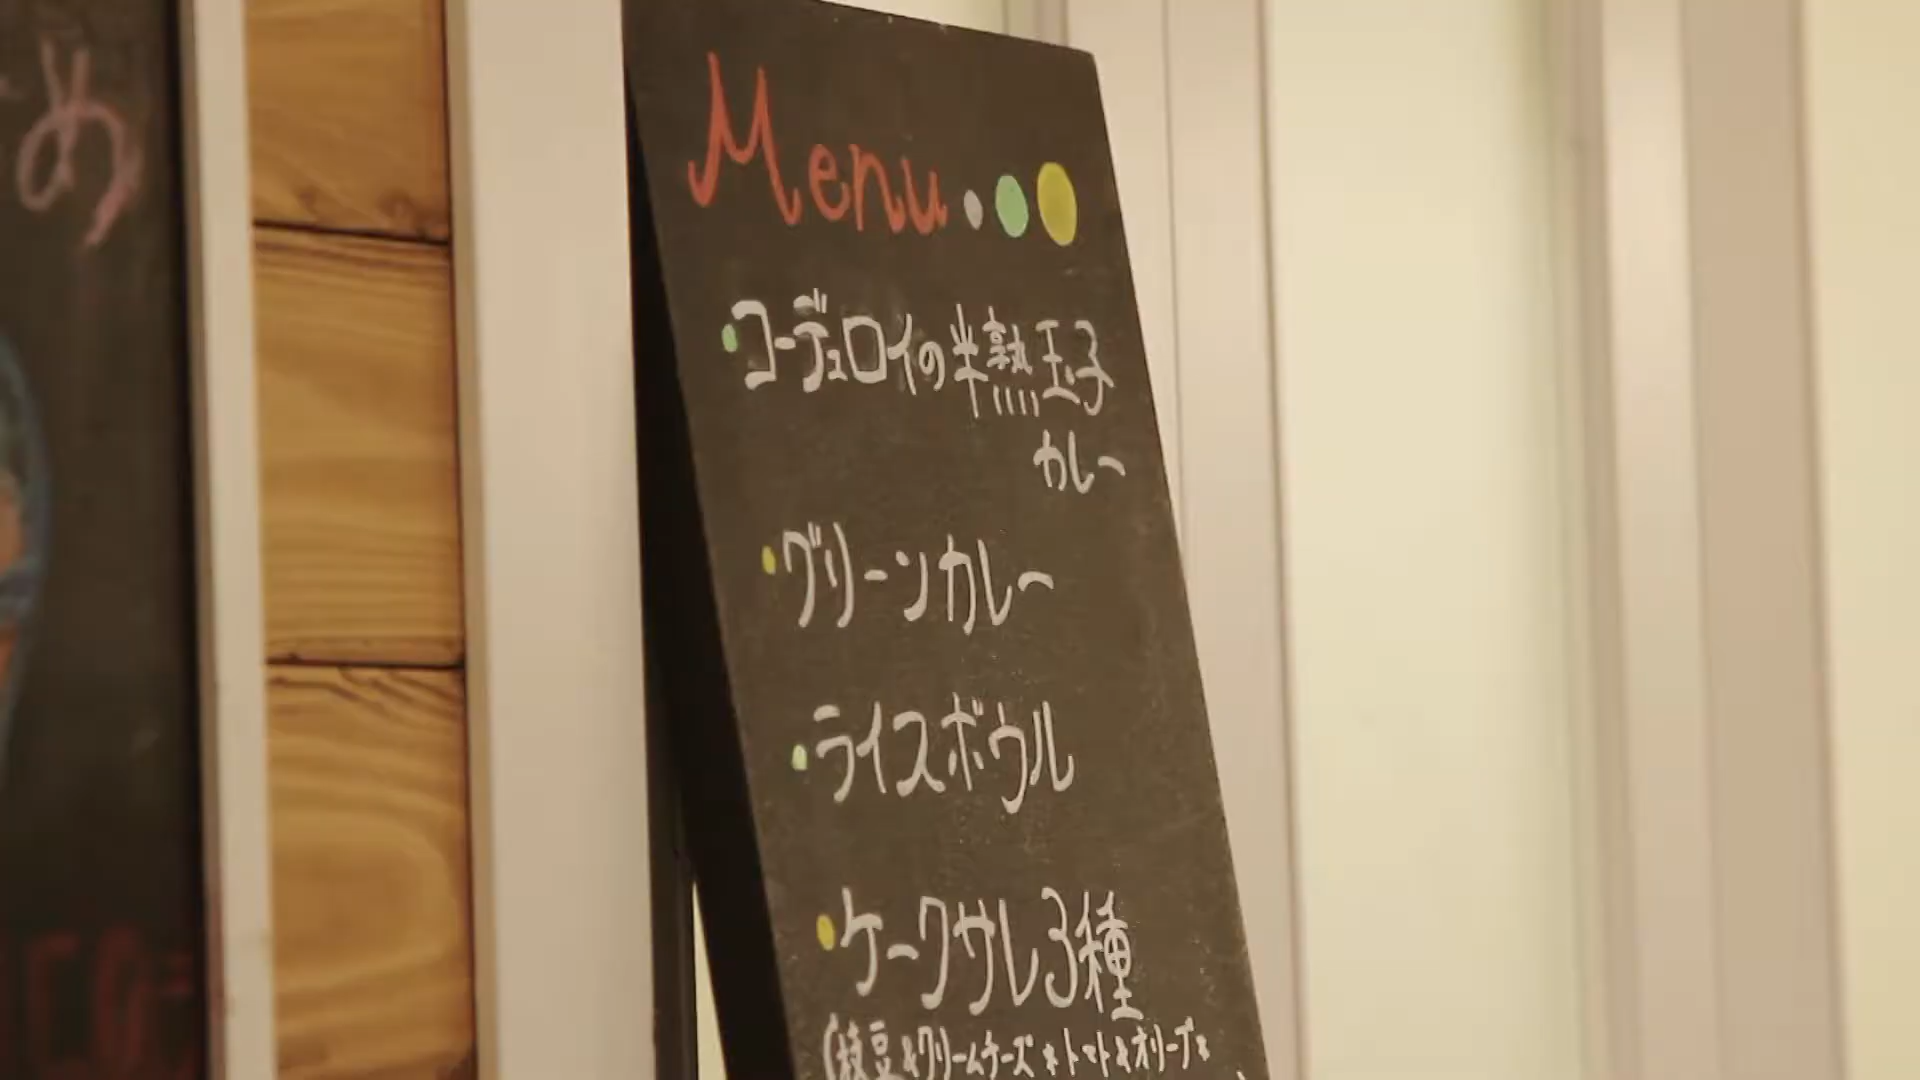 め
Menu
・コーデュロイの半熟玉子
カレー
・グリーンカレー
・ライスボウル
・ケークサレ3種
(枝豆&クリームチーズ *トマト&オリーブ*